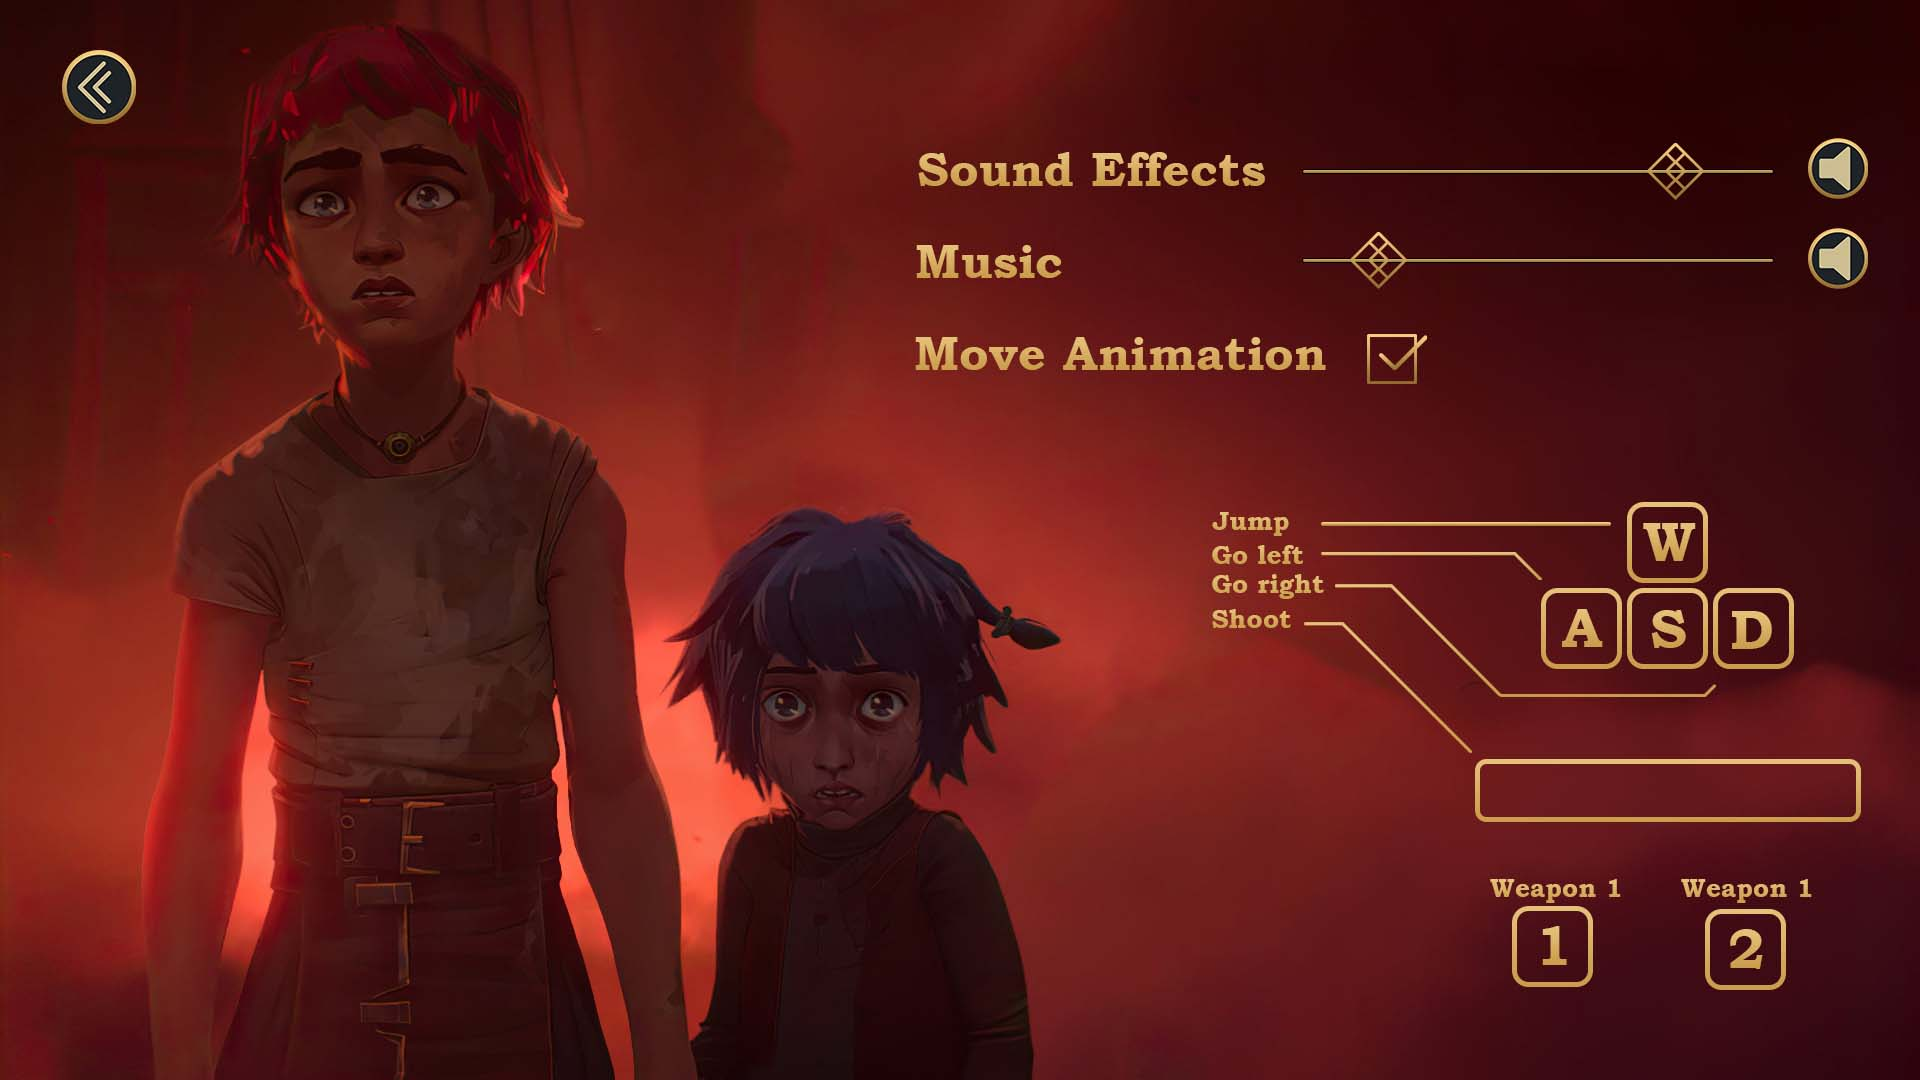 Sound Effects
Music
Move Animation
Jump
Go left
Go right
Shoot
W
A S D
Weapon 1 Weapon 1
1 2